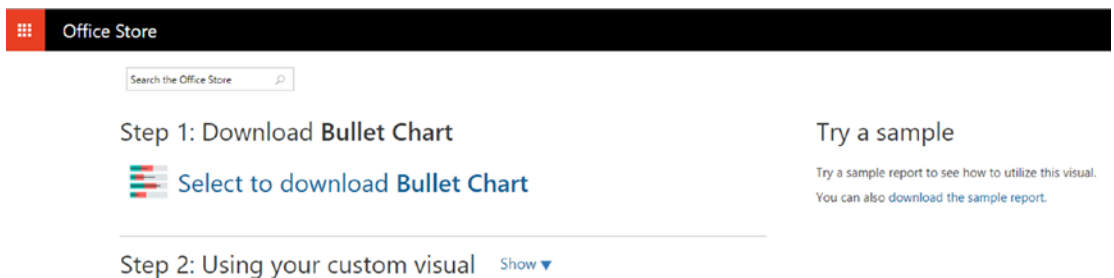 Office Store
Search the Office Store
Step 1: Download Bullet Chart
Select to download Bullet Chart
Step 2: Using your custom visual Show ▼
Try a sample
Try a sample report to see how to utilize this visual.
You can also download the sample report.